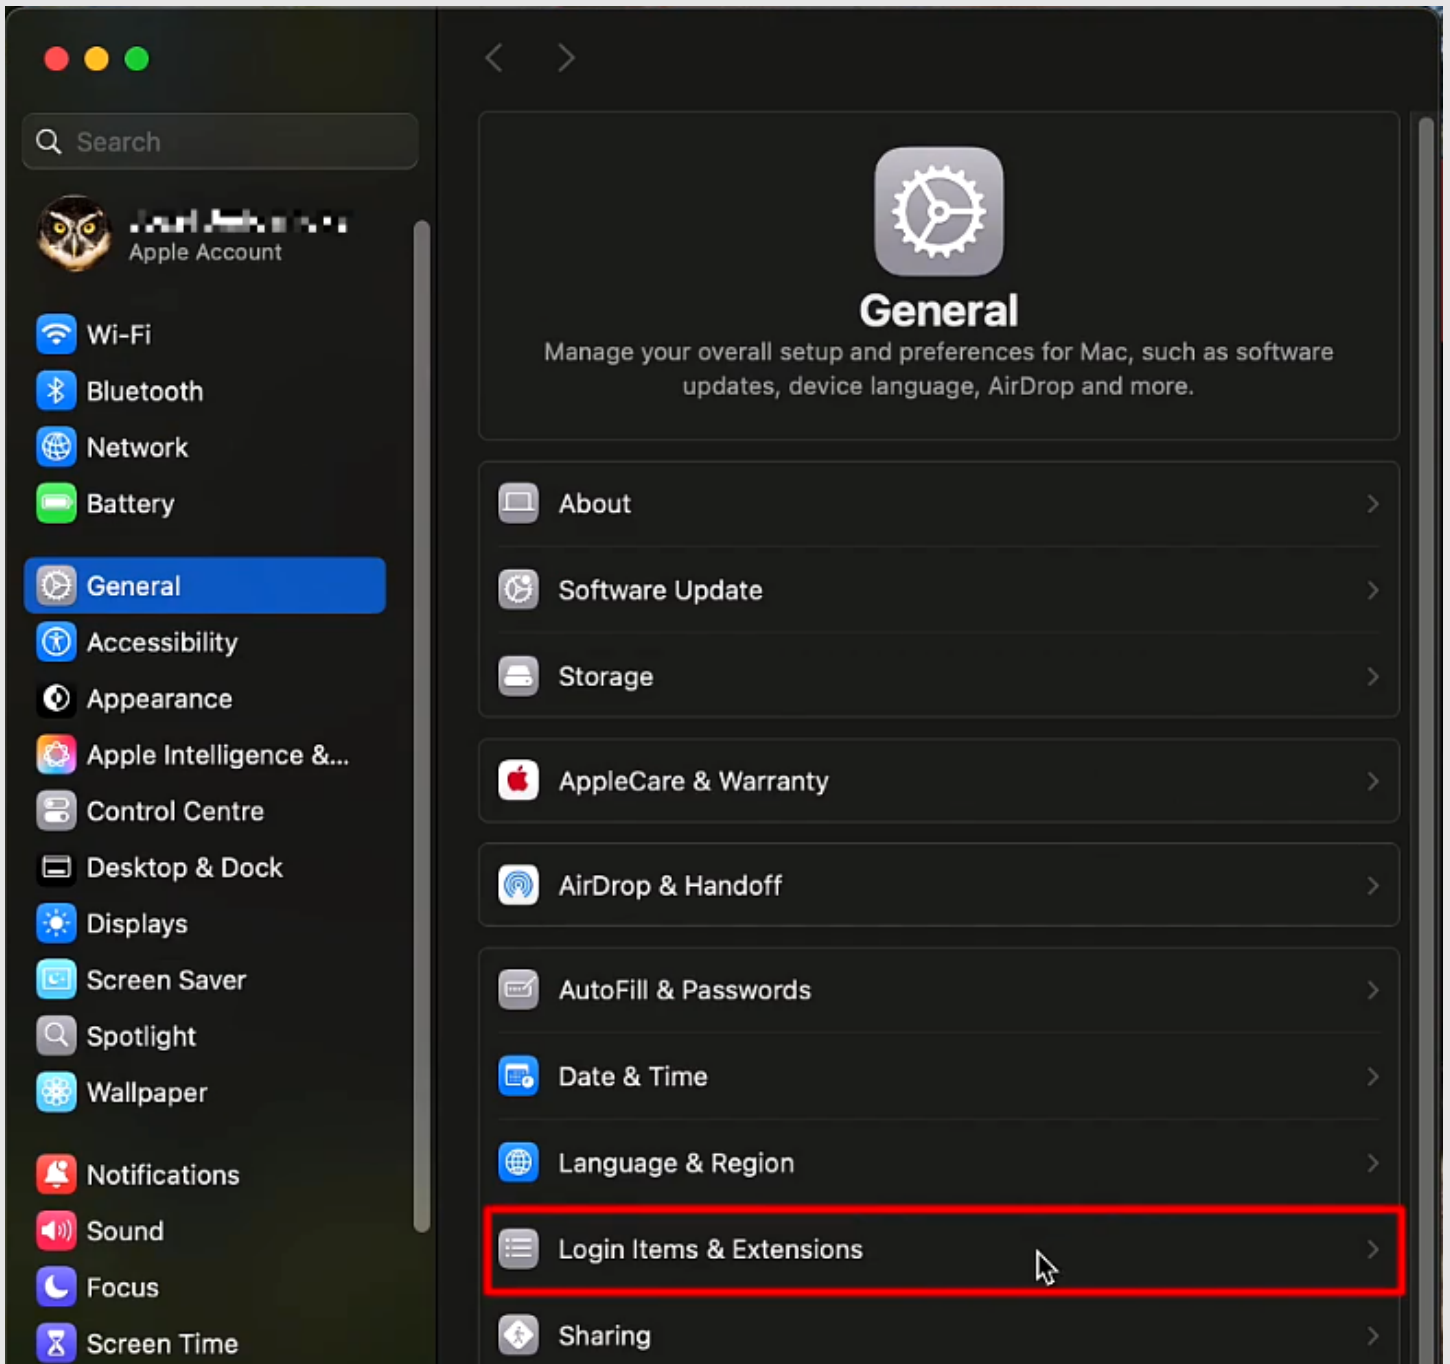 Search
Apple Account
Wi-Fi
Bluetooth
Network
Battery
General
Accessibility
Appearance
Apple Intelligence &...
Control Centre
Desktop & Dock
Displays
Screen Saver
Spotlight
Wallpaper
Notifications
Sound
Focus
Screen Time
General
Manage your overall setup and preferences for Mac, such as software
updates, device language, AirDrop and more.
About
Software Update
Storage
AppleCare & Warranty
AirDrop & Handoff
AutoFill & Passwords
Date & Time
Language & Region
Login Items & Extensions
Sharing